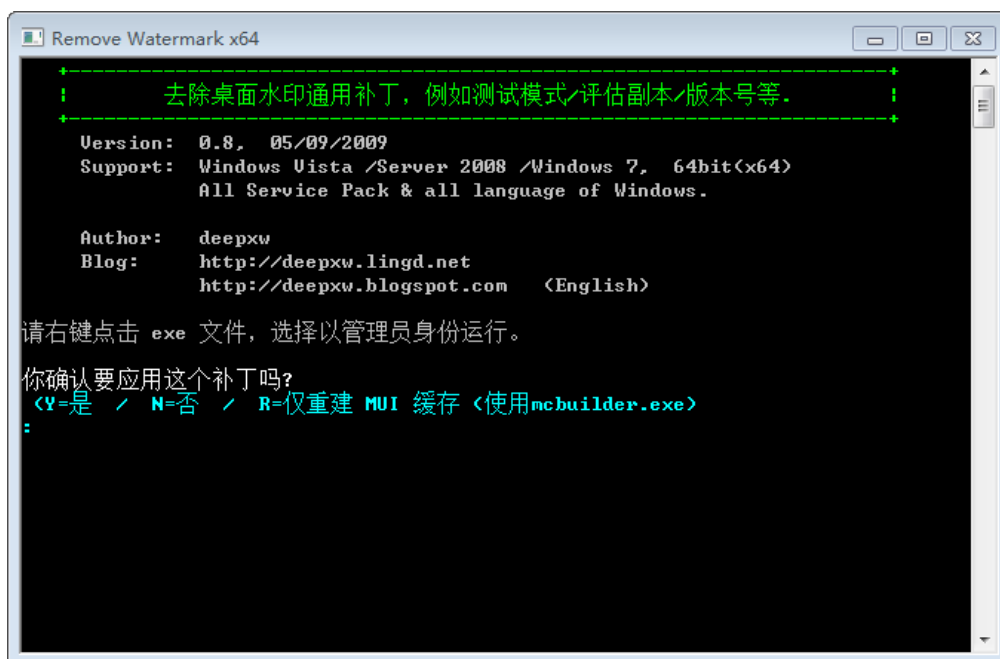 Remove Watermark x64
去除桌面水印通用补丁，例如测试模式/评估副本/版本号等.
Version: 0.8, 05/09/2009
Support: Windows Vista /Server 2008 /Windows 7, 64bit(x64)
All Service Pack & all language of Windows.
Author: deepxw
Blog: http://deepxw.lingd.net
http://deepxw.blogspot.com (English)
请右键点击 exe 文件，选择以管理员身份运行。
你确认要应用这个补丁吗?
(Y=是 / N=否 / R=仅重建 MUI 缓存 (使用mcbuilder.exe)
: